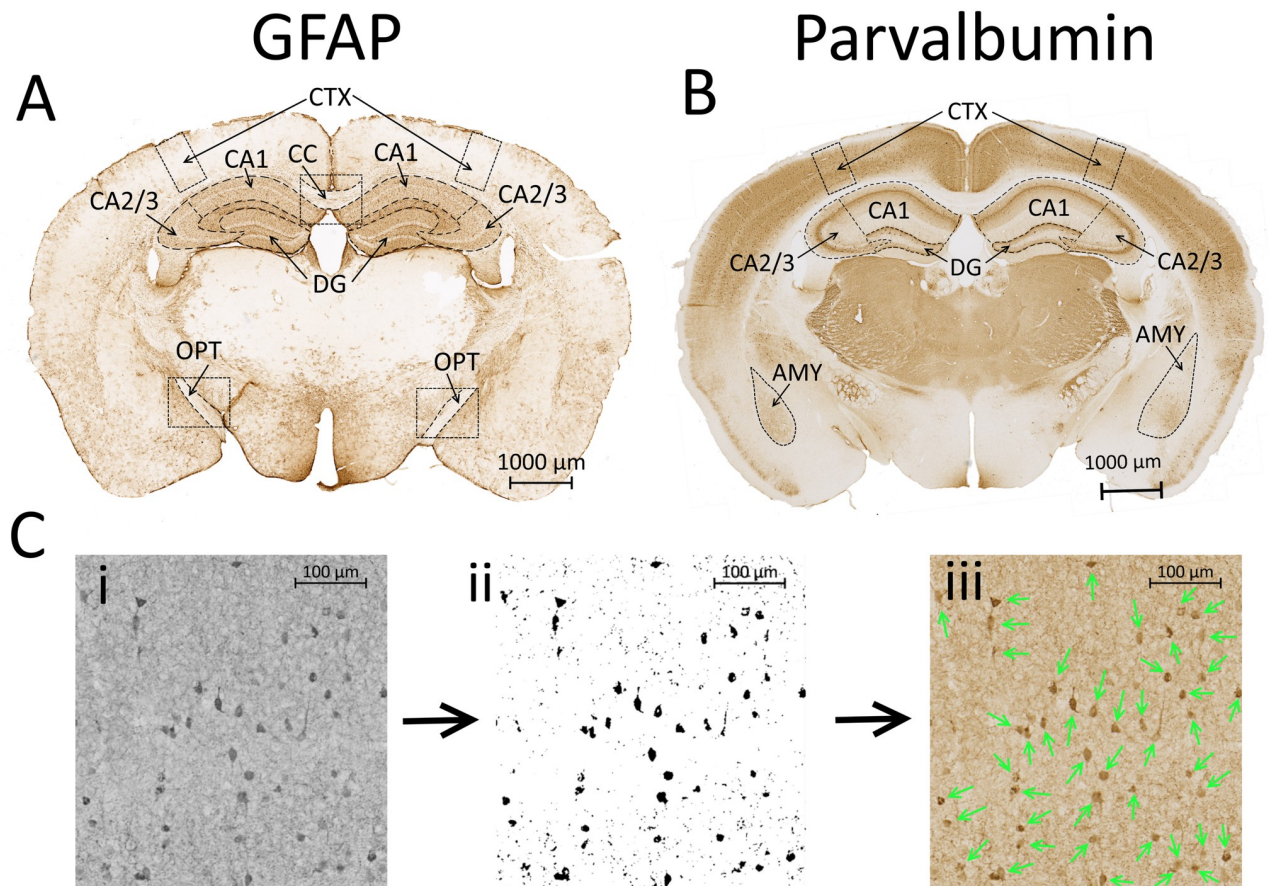 GFAP
Parvalbumin
A
CTX
CA1
CC
CA1
CA2/3
CA2/3
DG
OPT
OPT
1000 µm
B
CTX
CA1
CA1
CA2/3
DG
CA2/3
AMY
AMY
1000 µm
C
i
100 µm
ii
100 µm
iii
100 µm